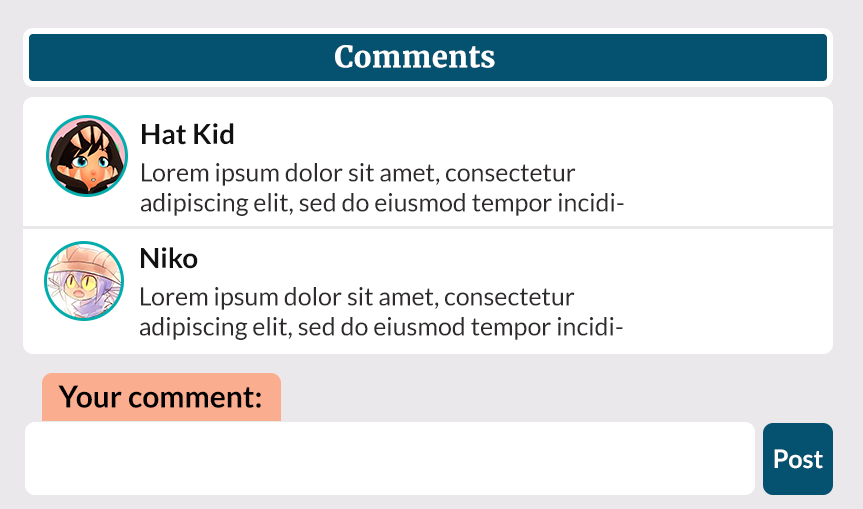 Comments
Hat Kid
Lorem ipsum dolor sit amet, consectetur
adipiscing elit, sed do eiusmod tempor incidi-
Niko
Lorem ipsum dolor sit amet, consectetur
adipiscing elit, sed do eiusmod tempor incidi-
Your comment:
Post